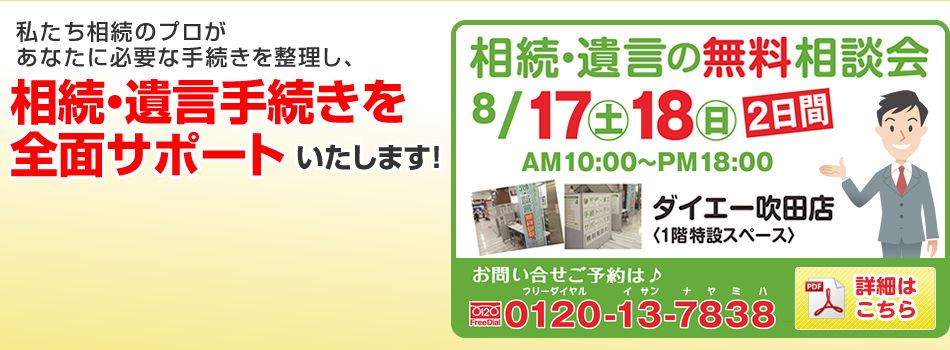 私たち相続のプロが
あなたに必要な手続きを整理し、
相続・遺言手続きを
全面サポートいたします!
相続・遺言の無料相談会
8/17土18日 2日間
AM10:00～PM18:00
ダイエー吹田店
〈1階特設スペース〉
お問い合せご予約は♪
フリーダイヤル イサン ナヤミハ
0120 FreeDial 0120-13-7838
PDF
詳細は
こちら